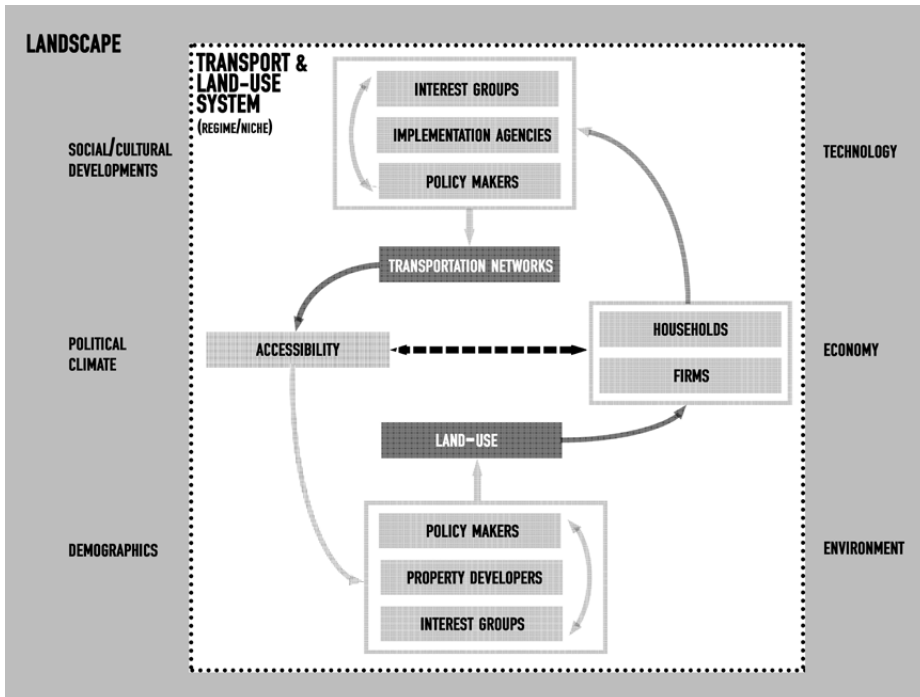 LANDSCAPE
TRANSPORT &
LAND-USE
SYSTEM
(REGIME/NICHE)
INTEREST GROUPS
IMPLEMENTATION AGENCIES
POLICY MAKERS
SOCIAL/CULTURAL
DEVELOPMENTS
TECHNOLOGY
TRANSPORTATION NETWORKS
HOUSEHOLDS
FIRMS
POLITICAL
CLIMATE
ACCESSIBILITY
ECONOMY
LAND-USE
POLICY MAKERS
PROPERTY DEVELOPERS
INTEREST GROUPS
DEMOGRAPHICS
ENVIRONMENT